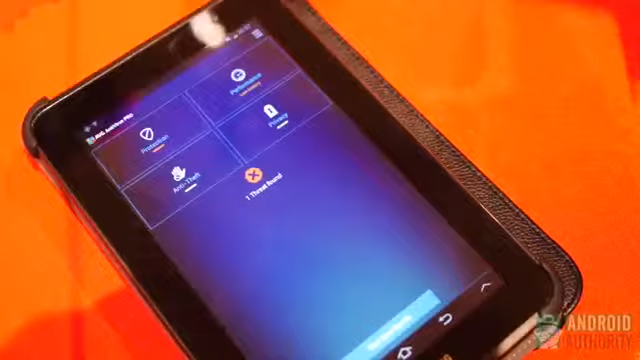 AVG AntiVirus PRO
Protection
Performance
Anti-Theft
Privacy
1 Threat found
ANDROID
AUTHORITY